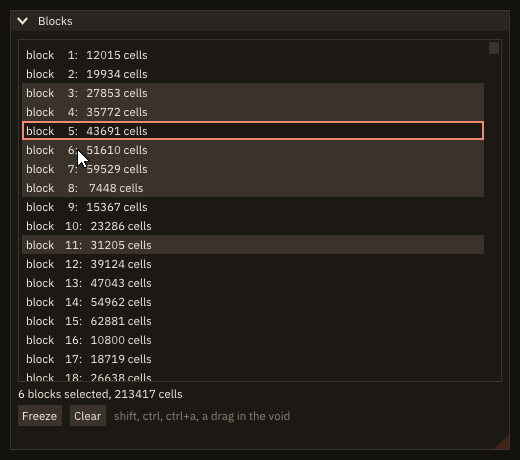 Blocks
block 1: 12015 cells
block 2: 19934 cells
block 3: 27853 cells
block 4: 35772 cells
block 5: 43691 cells
block 6: 51610 cells
block 7: 59529 cells
block 8: 7448 cells
block 9: 15367 cells
block 10: 23286 cells
block 11: 31205 cells
block 12: 39124 cells
block 13: 47043 cells
block 14: 54962 cells
block 15: 62881 cells
block 16: 10800 cells
block 17: 18719 cells
block 18: 26638 cells
6 blocks selected, 213417 cells
Freeze Clear shift, ctrl, ctrl+a, a drag in the void